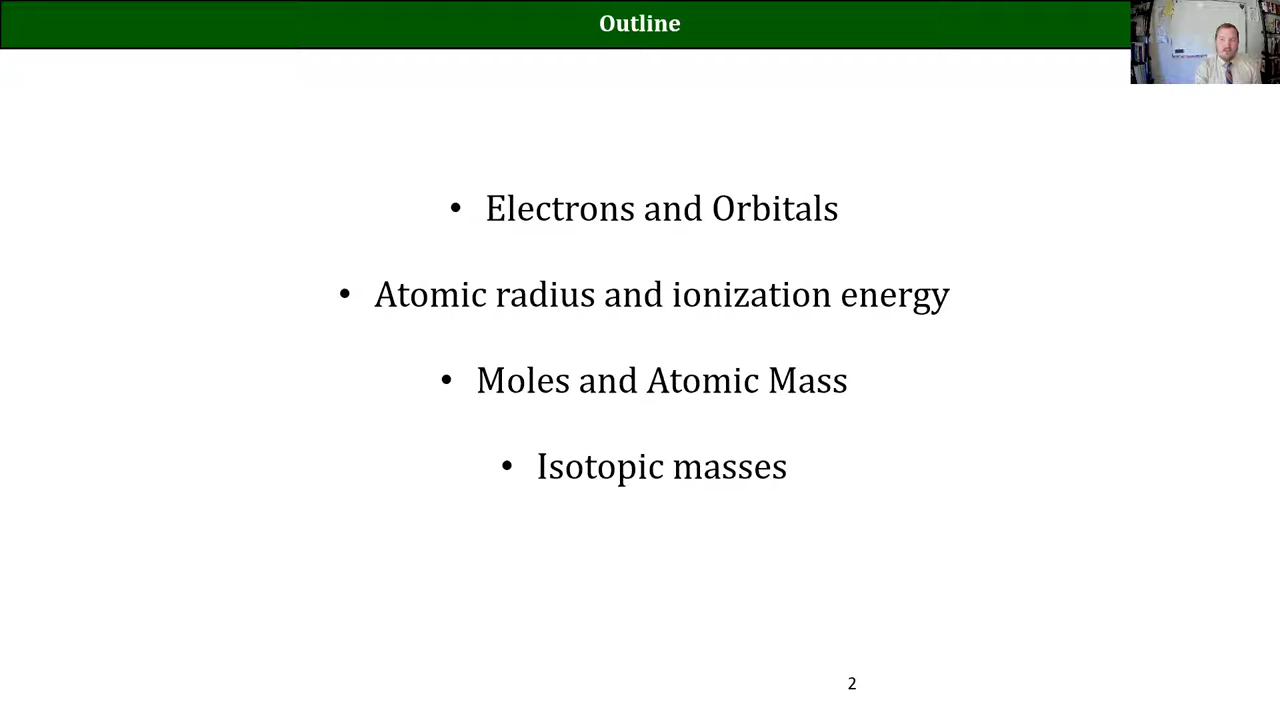 Outline
• Electrons and Orbitals
• Atomic radius and ionization energy
• Moles and Atomic Mass
• Isotopic masses
2